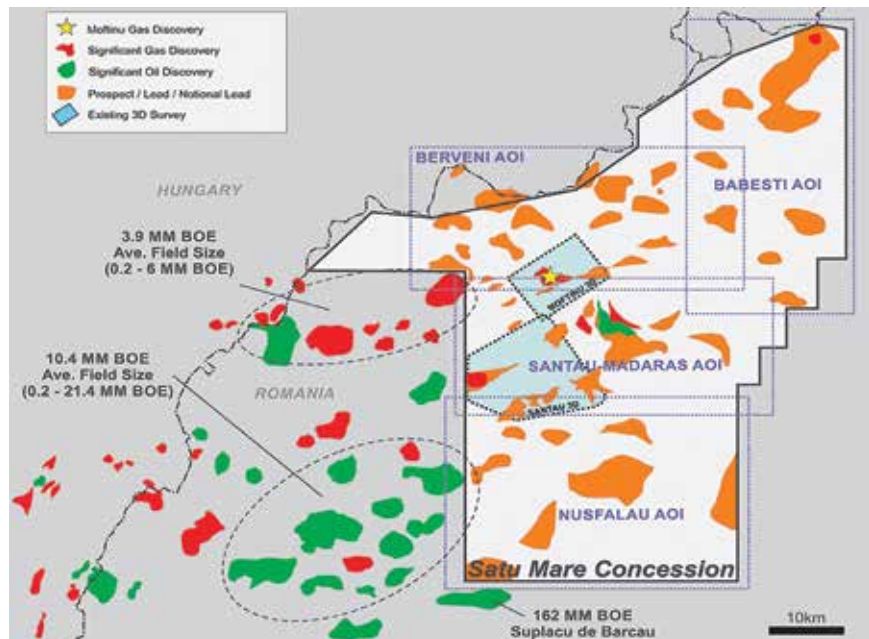 Moftinu Gas Discovery
Significant Gas Discovery
Significant Oil Discovery
Prospect / Lead / Notional Lead
Existing 3D Survey
BERVENI AOI
BABESTI AOI
HUNGARY
3.9 MM BOE
Ave. Field Size
(0.2 - 6 MM BOE)
MOFTINU 3D
10.4 MM BOE
Ave. Field Size
(0.2 - 21.4 MM BOE)
ROMANIA
SANTAU-MADARAS AOI
SANTAU 3D
NUSFALAU AOI
Satu Mare Concession
162 MM BOE
Suplacu de Barcau
10km